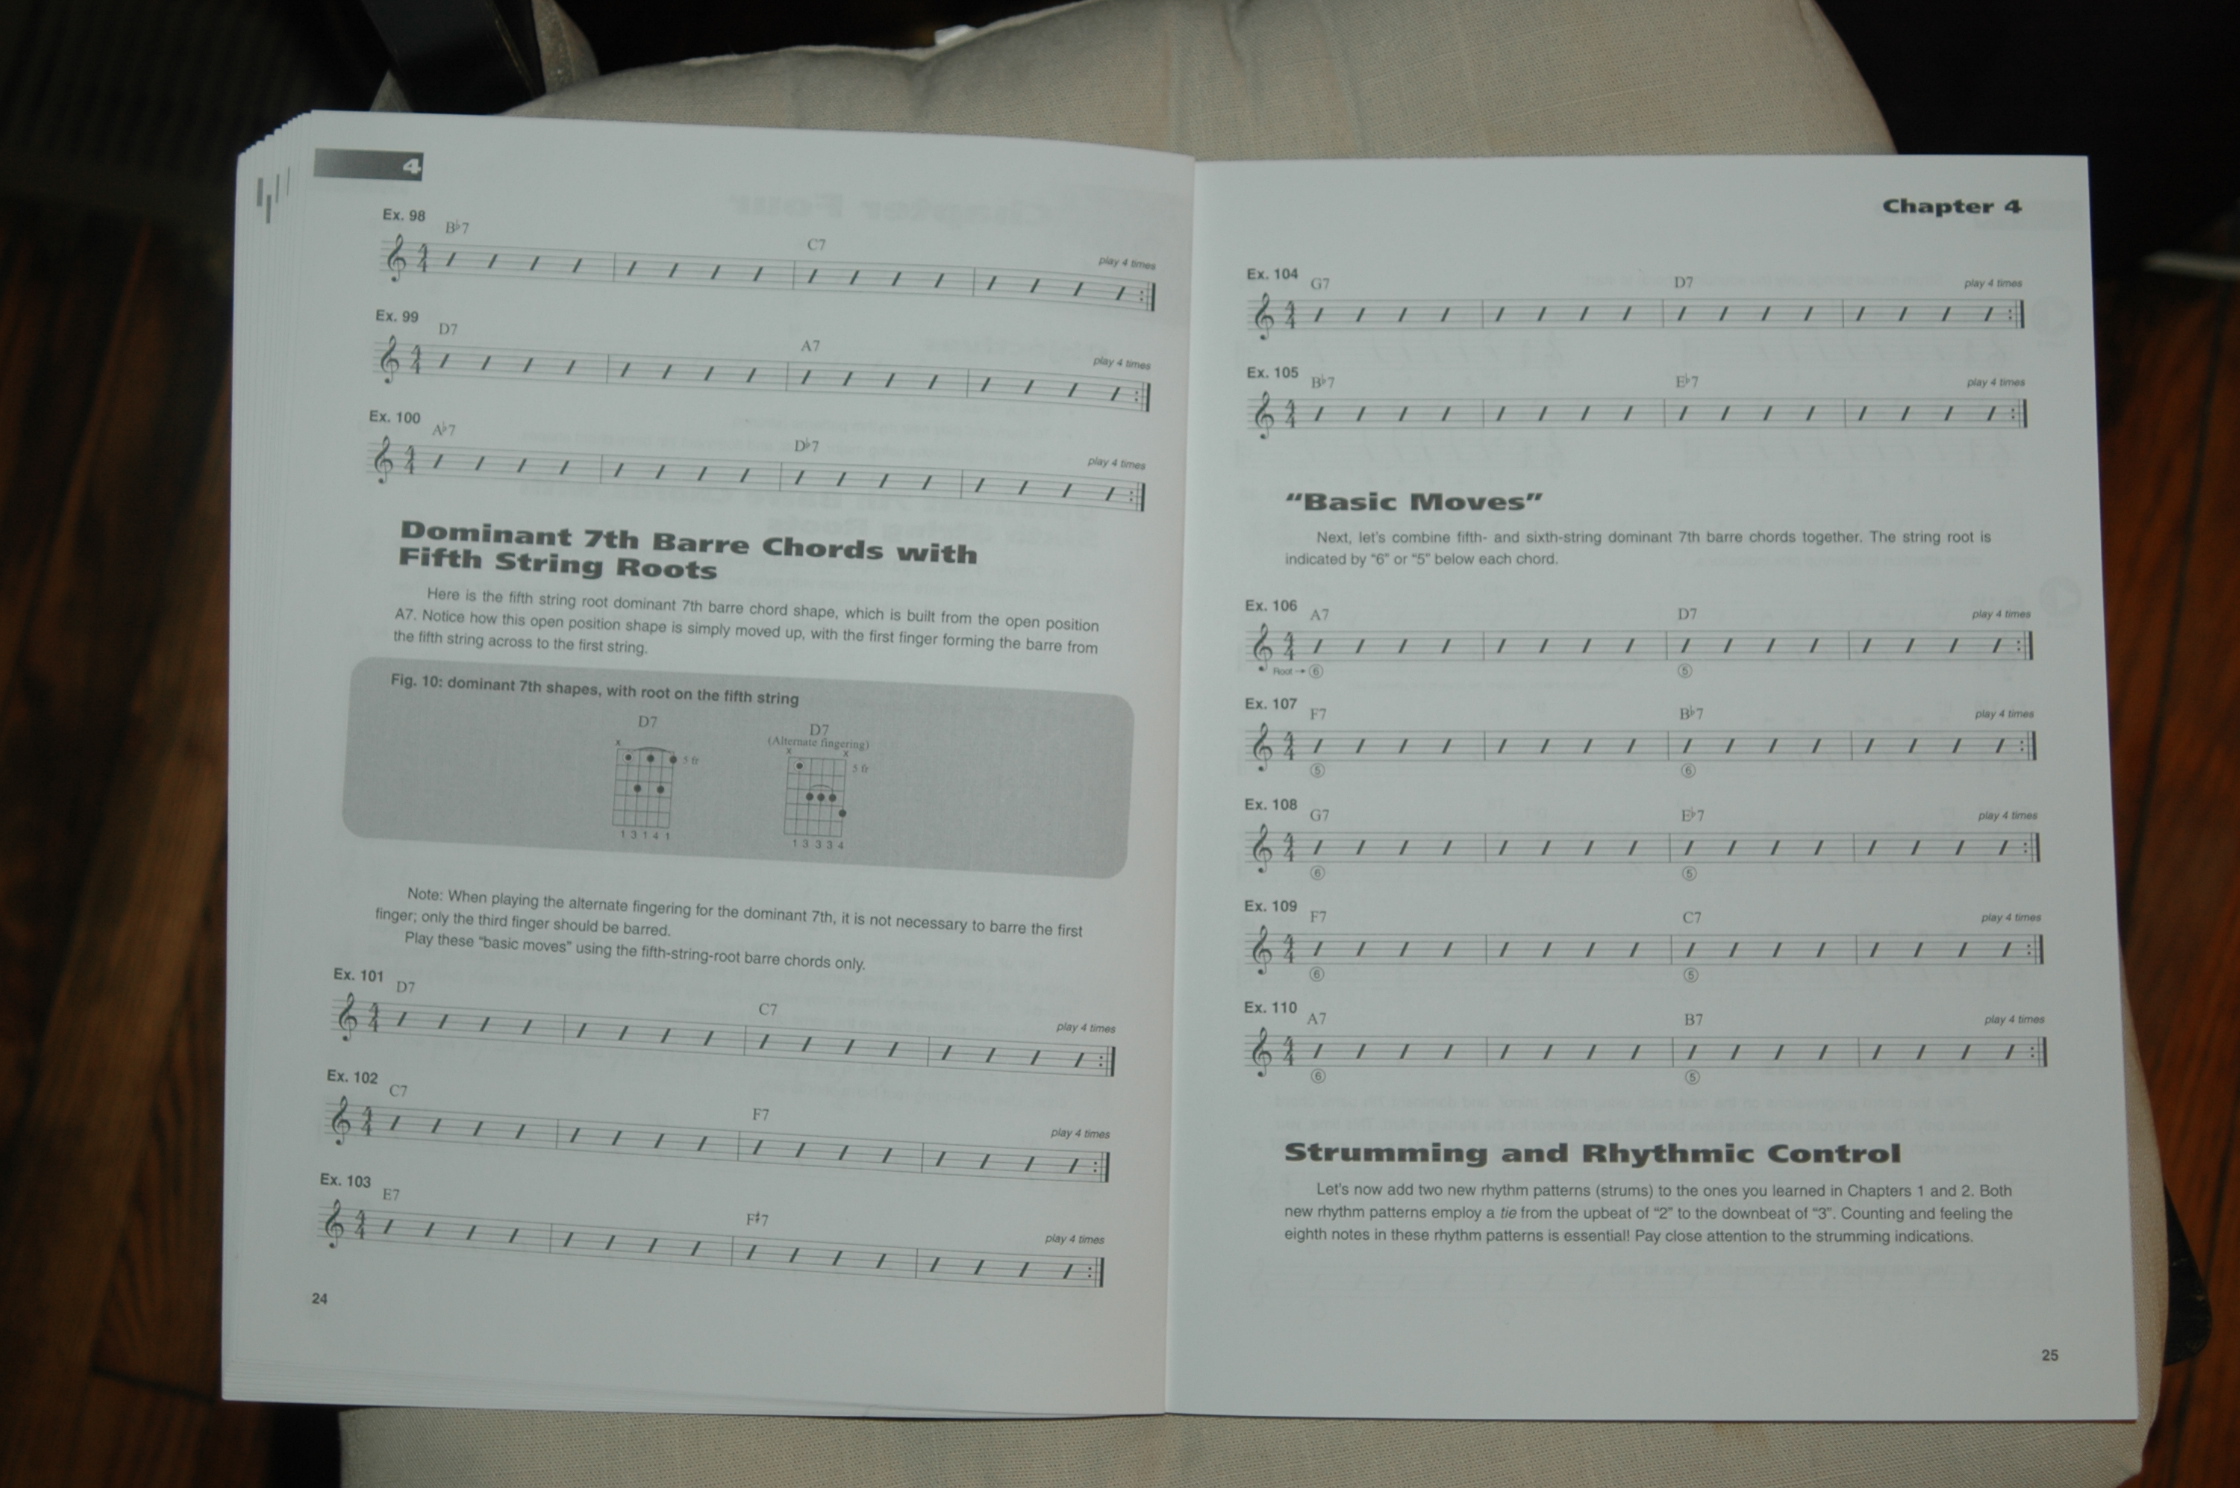 4
Ex. 98
B♭7 C7 play 4 times
Ex. 99
D7 A7 play 4 times
Ex. 100
A♭7 D♭7 play 4 times
Dominant 7th Barre Chords with
Fifth String Roots
Here is the fifth string root dominant 7th barre chord shape, which is built from the open position
A7. Notice how this open position shape is simply moved up, with the first finger forming the barre from
the fifth string across to the first string.
Fig. 10: dominant 7th shapes, with root on the fifth string
D7 D7
(Alternate fingering)
x x x
5 fr 5 fr
1 3 1 4 1 1 3 3 3 4
Note: When playing the alternate fingering for the dominant 7th, it is not necessary to barre the first
finger; only the third finger should be barred.
Play these “basic moves” using the fifth-string-root barre chords only.
Ex. 101
D7 C7 play 4 times
Ex. 102
C7 F7 play 4 times
Ex. 103
E7 F♯7 play 4 times
24
Chapter 4
Ex. 104
G7 D7 play 4 times
Ex. 105
B♭7 E♭7 play 4 times
“Basic Moves”
Next, let's combine fifth- and sixth-string dominant 7th barre chords together. The string root is
indicated by “6” or “5” below each chord.
Ex. 106
A7 D7 play 4 times
Root → ⑥ ⑤
Ex. 107
F7 B♭7 play 4 times
⑤ ⑥
Ex. 108
G7 E♭7 play 4 times
⑥ ⑤
Ex. 109
F7 C7 play 4 times
⑥ ⑤
Ex. 110
A7 B7 play 4 times
⑥ ⑤
Strumming and Rhythmic Control
Let's now add two new rhythm patterns (strums) to the ones you learned in Chapters 1 and 2. Both
new rhythm patterns employ a tie from the upbeat of “2” to the downbeat of “3”. Counting and feeling the
eighth notes in these rhythm patterns is essential! Pay close attention to the strumming indications.
25